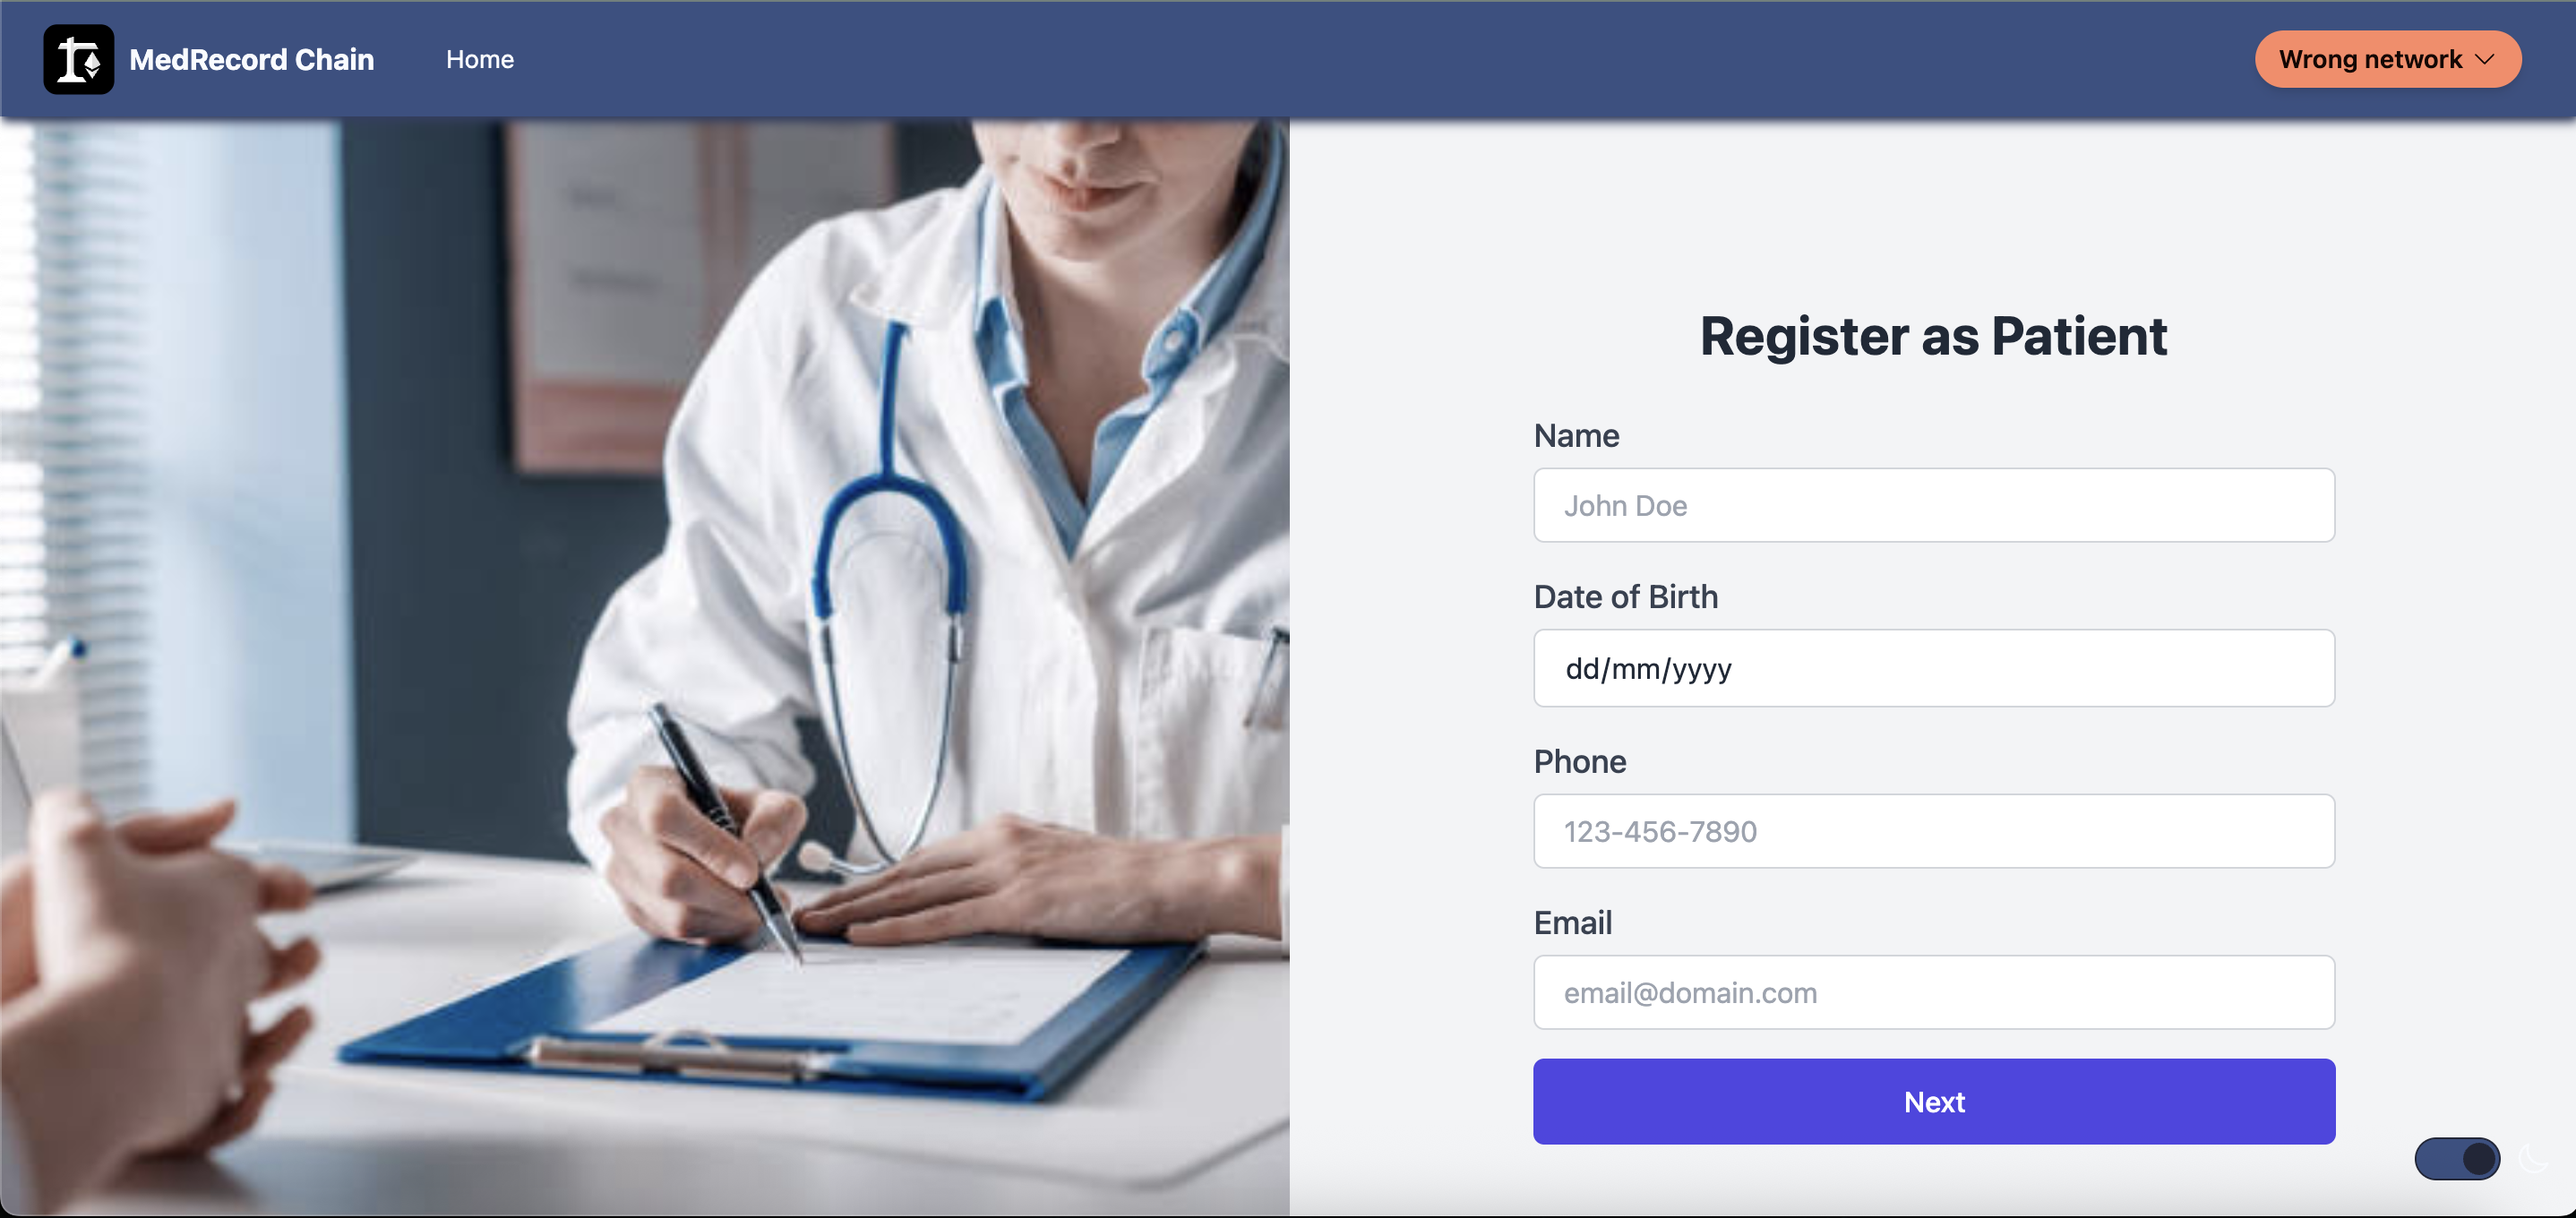 MedRecord Chain
Home
Wrong network
Register as Patient
Name
John Doe
Date of Birth
dd/mm/yyyy
Phone
123-456-7890
Email
email@domain.com
Next